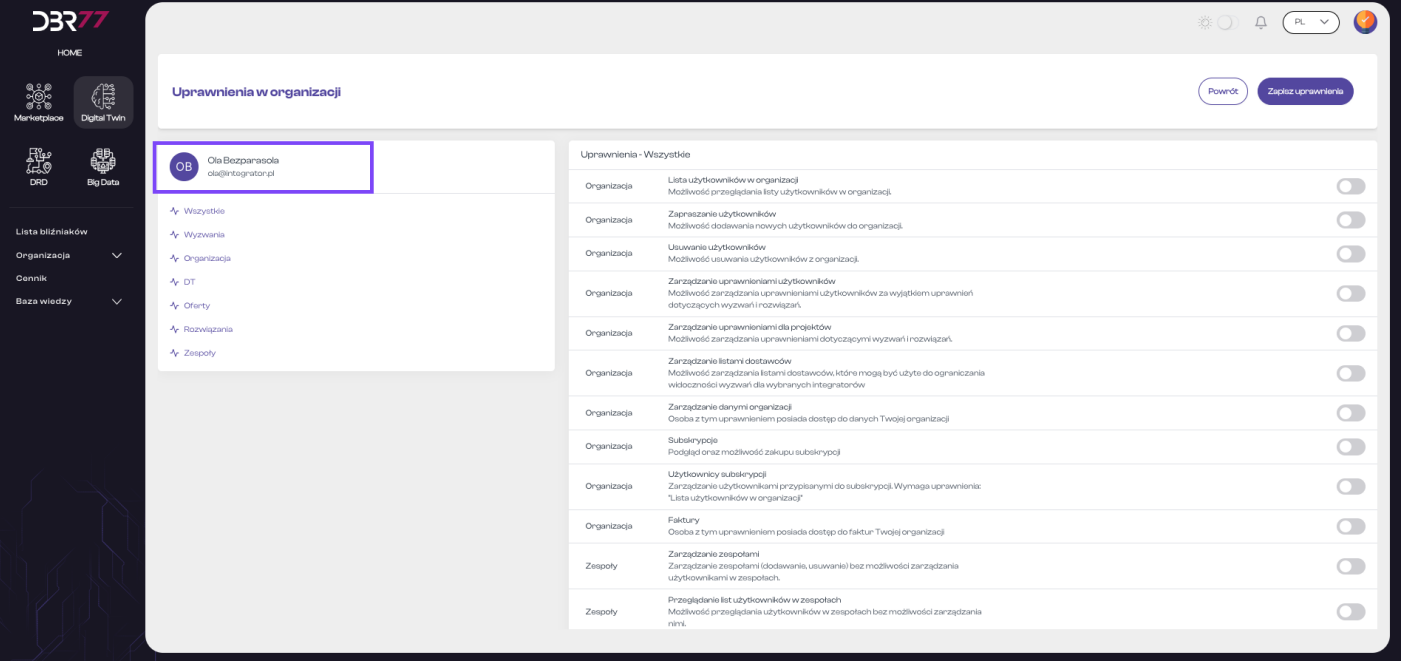 DBR77
PL
HOME
Marketplace
Digital Twin
DRD
Big Data
Lista bliźniaków
Organizacja
Cennik
Baza wiedzy
Uprawnienia w organizacji
Powrót
Zapisz uprawnienia
OB
Ola Bezparasola
ola@integrator.pl
Wszystkie
Wyzwania
Organizacja
DT
Oferty
Rozwiązania
Zespoły
Uprawnienia - Wszystkie
Organizacja
Lista użytkowników w organizacji
Możliwość przeglądania listy użytkowników w organizacji.
Organizacja
Zapraszanie użytkowników
Możliwość dodawania nowych użytkowników do organizacji.
Organizacja
Usuwanie użytkowników
Możliwość usuwania użytkowników z organizacji.
Organizacja
Zarządzanie uprawnieniami użytkowników
Możliwość zarządzania uprawnieniami użytkowników za wyjątkiem uprawnień
dotyczących wyzwań i rozwiązań.
Organizacja
Zarządzanie uprawnieniami dla projektów
Możliwość zarządzania uprawnieniami dotyczącymi wyzwań i rozwiązań.
Organizacja
Zarządzanie listami dostawców
Możliwość zarządzania listami dostawców, które mogą być użyte do ograniczania
widoczności wyzwań dla wybranych integratorów
Organizacja
Zarządzanie danymi organizacji
Osoba z tym uprawnieniem posiada dostęp do danych Twojej organizacji
Organizacja
Subskrypcje
Podgląd oraz możliwość zakupu subskrypcji
Organizacja
Użytkownicy subskrypcji
Zarządzanie użytkownikami przypisanymi do subskrypcji. Wymaga uprawnienia:
"Lista użytkowników w organizacji"
Organizacja
Faktury
Osoba z tym uprawnieniem posiada dostęp do faktur Twojej organizacji
Zespoły
Zarządzanie zespołami
Zarządzanie zespołami (dodawanie, usuwanie) bez możliwości zarządzania
użytkownikami w zespołach.
Zespoły
Przeglądanie list użytkowników w zespołach
Możliwość przeglądania użytkowników w zespołach bez możliwości zarządzania
nimi.